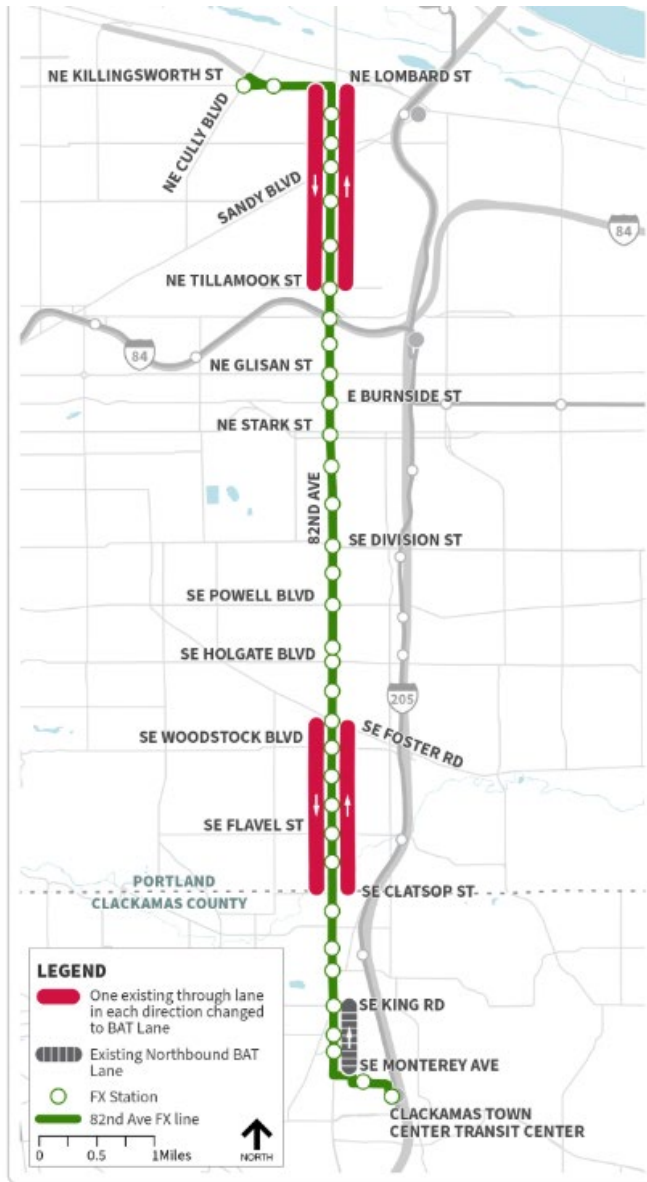 NE KILLINGSWORTH ST
NE LOMBARD ST
NE CULLY BLVD
SANDY BLVD
84
NE TILLAMOOK ST
84
NE GLISAN ST
E BURNSIDE ST
NE STARK ST
82ND AVE
SE DIVISION ST
SE POWELL BLVD
SE HOLGATE BLVD
205
SE FOSTER RD
SE WOODSTOCK BLVD
SE FLAVEL ST
PORTLAND
CLACKAMAS COUNTY
SE CLATSOP ST
SE KING RD
SE MONTEREY AVE
CLACKAMAS TOWN
CENTER TRANSIT CENTER
LEGEND
One existing through lane
in each direction changed
to BAT Lane
Existing Northbound BAT
Lane
FX Station
82nd Ave FX line
0 0.5 1Miles
NORTH